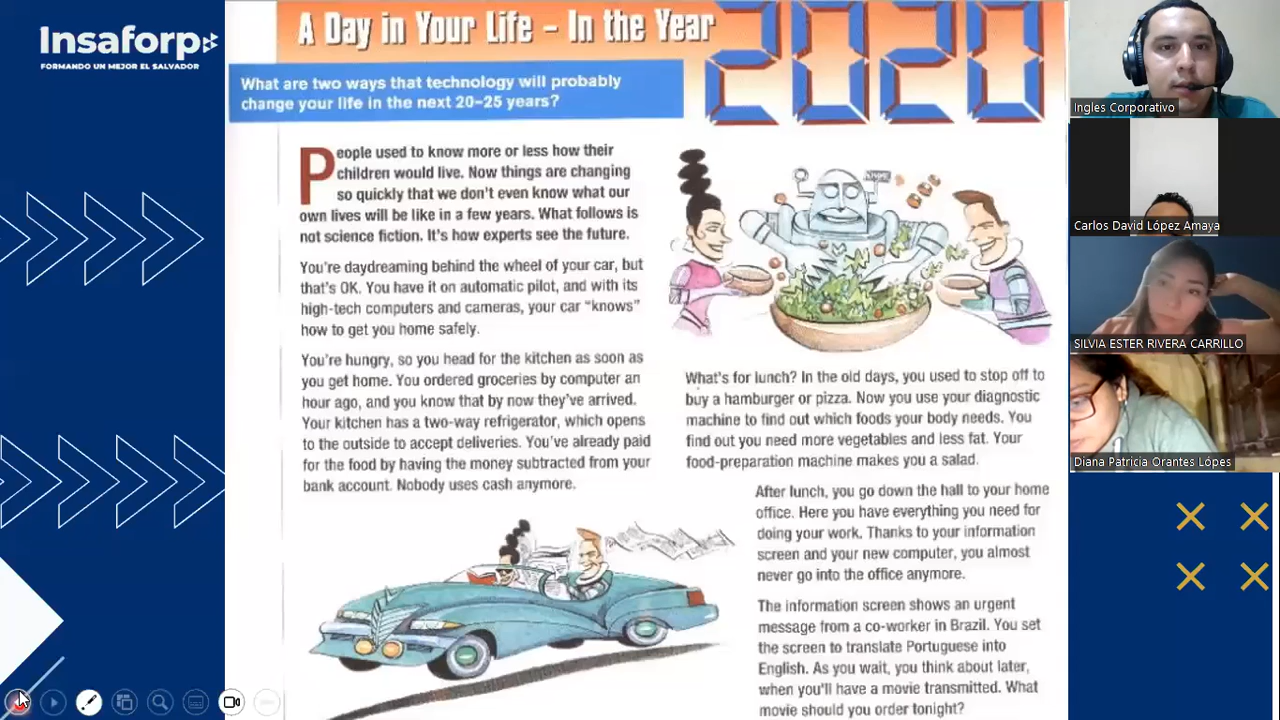 Insaforp
FORMANDO UN MEJOR EL SALVADOR
A Day in Your Life – In the Year
2020
What are two ways that technology will probably
change your life in the next 20–25 years?
People used to know more or less how their
children would live. Now things are changing
so quickly that we don't even know what our
own lives will be like in a few years. What follows is
not science fiction. It's how experts see the future.
You're daydreaming behind the wheel of your car, but
that's OK. You have it on automatic pilot, and with its
high-tech computers and cameras, your car "knows"
how to get you home safely.
You're hungry, so you head for the kitchen as soon as
you get home. You ordered groceries by computer an
hour ago, and you know that by now they've arrived.
Your kitchen has a two-way refrigerator, which opens
to the outside to accept deliveries. You've already paid
for the food by having the money subtracted from your
bank account. Nobody uses cash anymore.
What's for lunch? In the old days, you used to stop off to
buy a hamburger or pizza. Now you use your diagnostic
machine to find out which foods your body needs. You
find out you need more vegetables and less fat. Your
food-preparation machine makes you a salad.
After lunch, you go down the hall to your home
office. Here you have everything you need for
doing your work. Thanks to your information
screen and your new computer, you almost
never go into the office anymore.
The information screen shows an urgent
message from a co-worker in Brazil. You set
the screen to translate Portuguese into
English. As you wait, you think about later,
when you'll have a movie transmitted. What
movie should you order tonight?
Ingles Corporativo
Carlos David López Amaya
SILVIA ESTER RIVERA CARRILLO
Diana Patricia Orantes Lópes